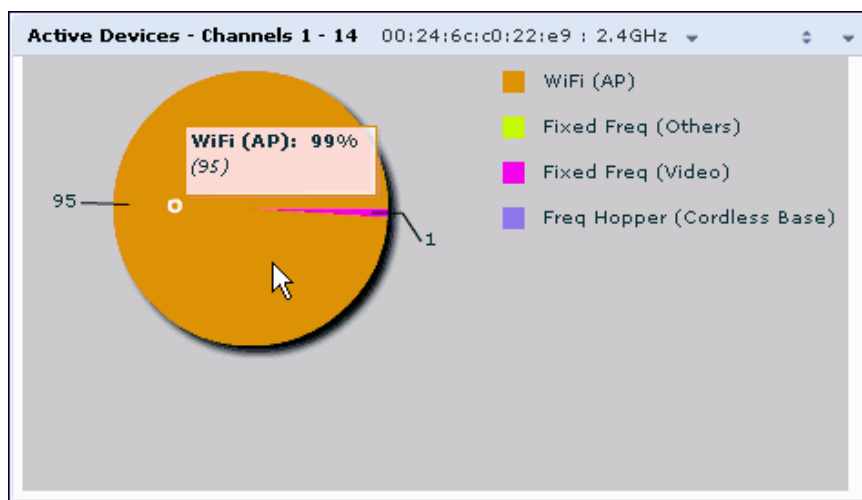 Active Devices - Channels 1 - 14 00:24:6c:c0:22:e9 : 2.4GHz
WiFi (AP)
Fixed Freq (Others)
Fixed Freq (Video)
Freq Hopper (Cordless Base)
WiFi (AP): 99%
(95)
95
1